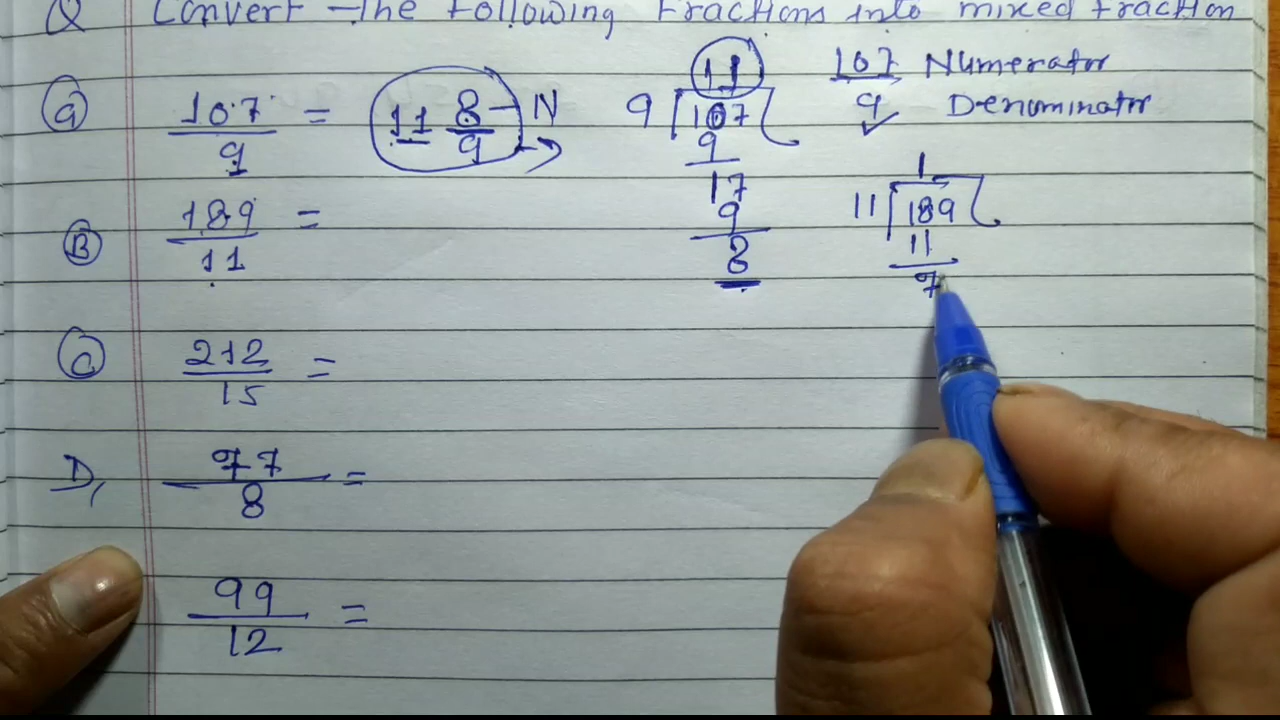 Q Convert the following fractions into mixed fraction
a 107/9 = 11 8/9 N
9 107 11
9
17
9
8
107 Numerator
9 Denominator
B 189/11 =
11 189 1
11
7
C 212/15 =
D, 77/8 =
99/12 =